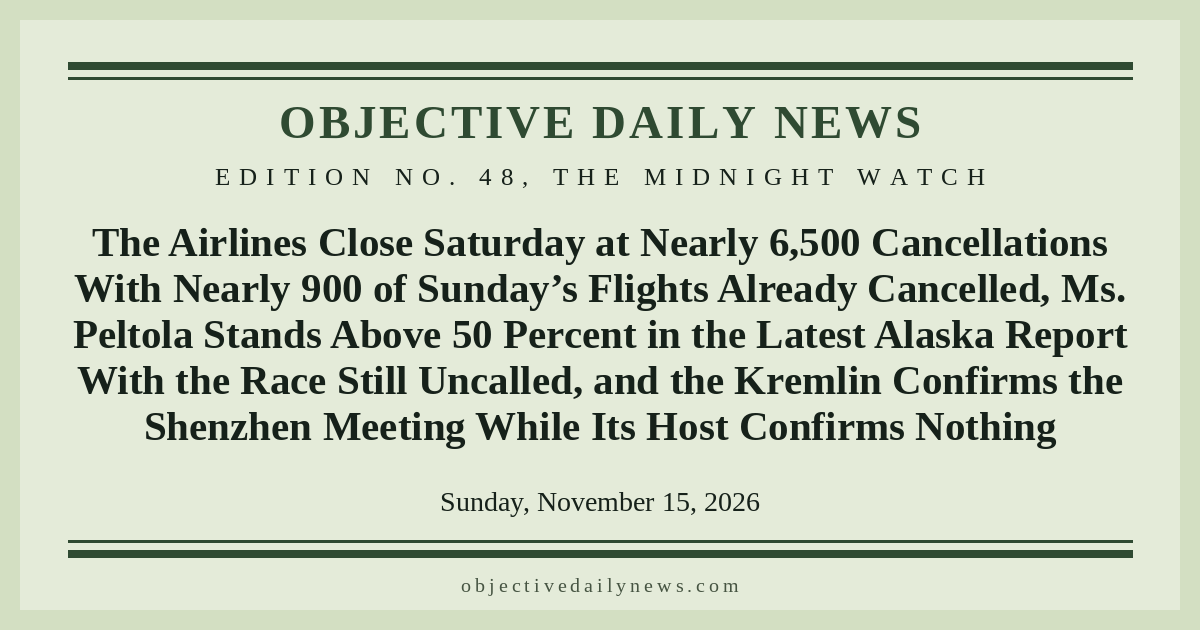 OBJECTIVE DAILY NEWS
EDITION NO. 48, THE MIDNIGHT WATCH
The Airlines Close Saturday at Nearly 6,500 Cancellations
With Nearly 900 of Sunday’s Flights Already Cancelled, Ms.
Peltola Stands Above 50 Percent in the Latest Alaska Report
With the Race Still Uncalled, and the Kremlin Confirms the
Shenzhen Meeting While Its Host Confirms Nothing
Sunday, November 15, 2026
objectivedailynews.com